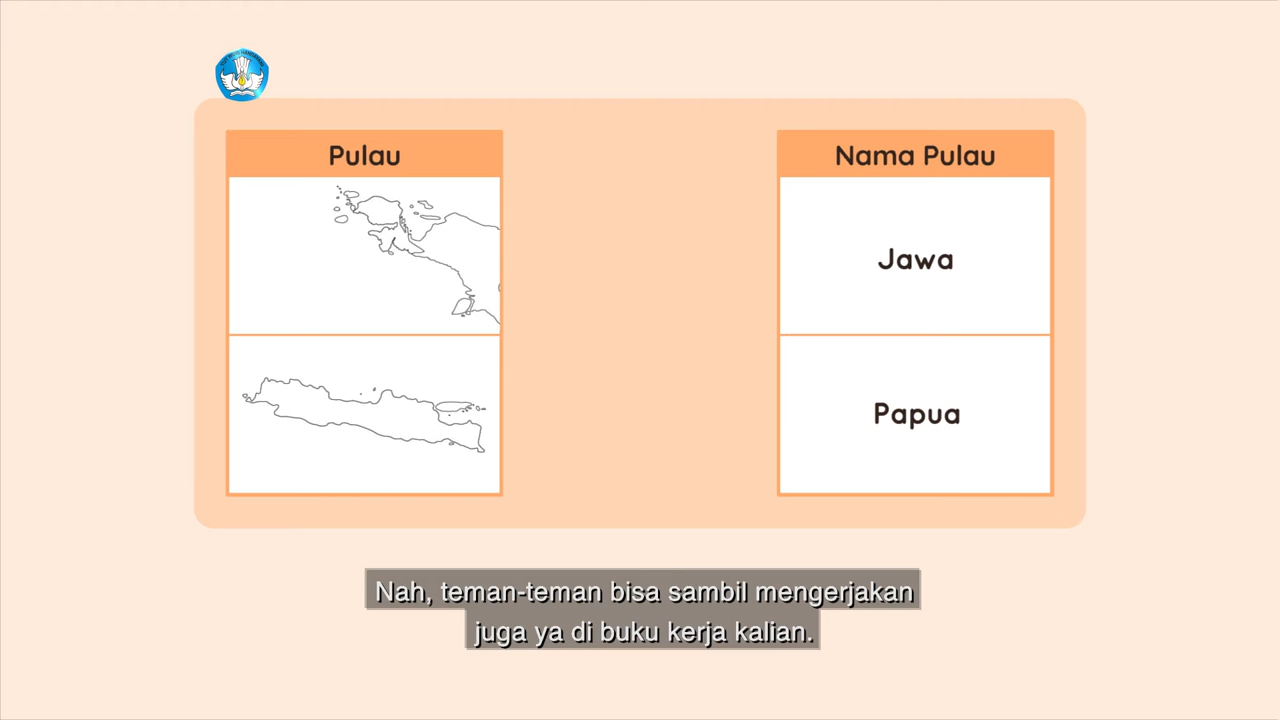 Pulau
Nama Pulau
Jawa
Papua
Nah, teman-teman bisa sambil mengerjakan
juga ya di buku kerja kalian.